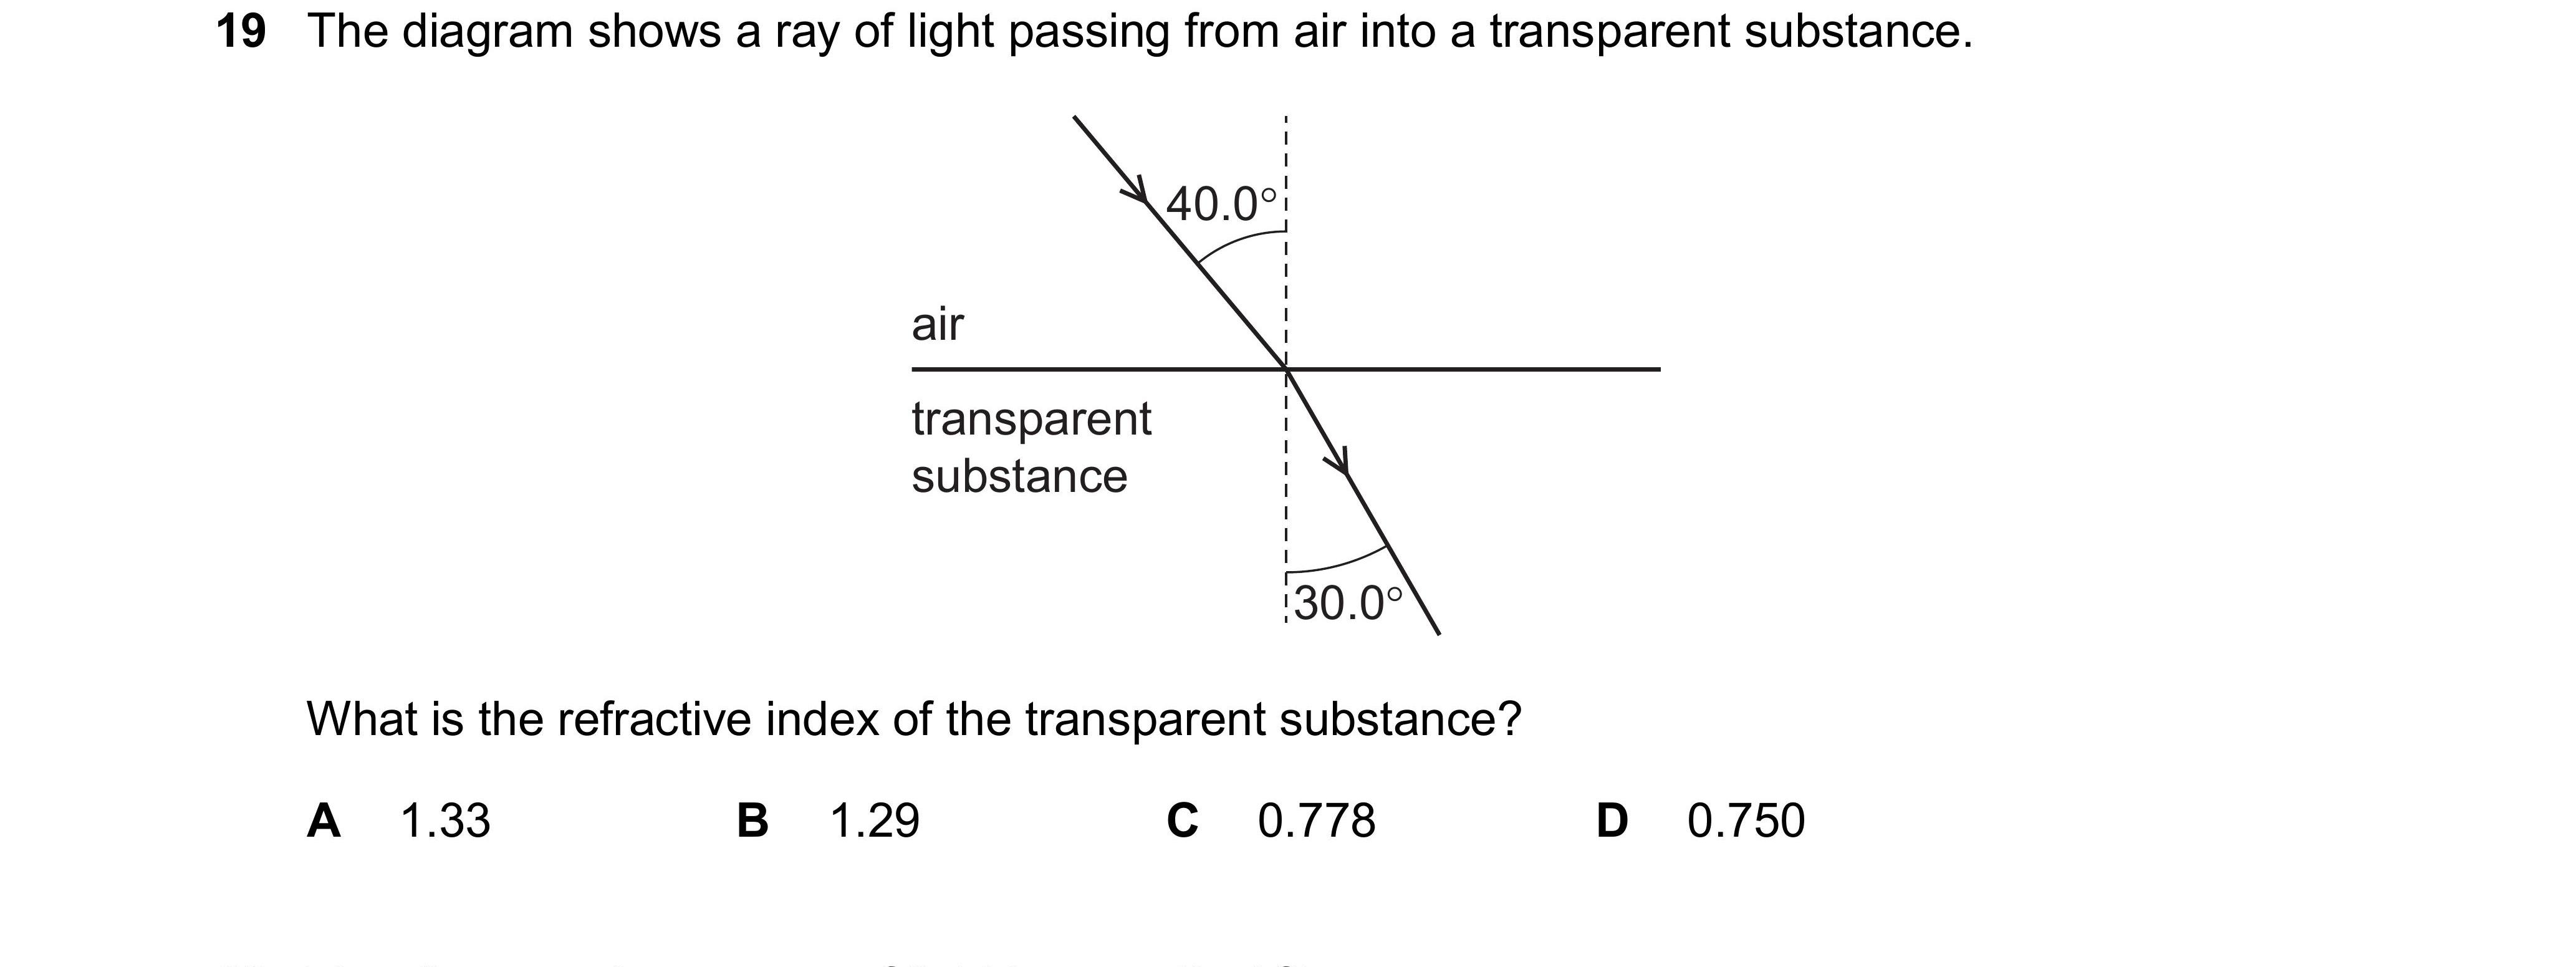 19 The diagram shows a ray of light passing from air into a transparent substance.
40.0°
air
transparent
substance
30.0°
What is the refractive index of the transparent substance?
A 1.33 B 1.29 C 0.778 D 0.750